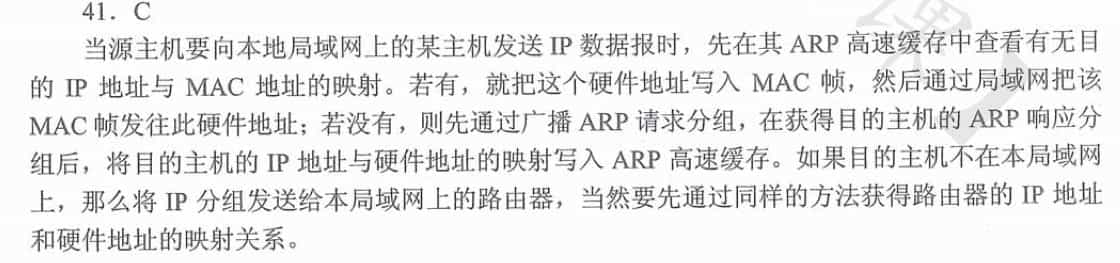 41. C
当源主机要向本地局域网上的某主机发送 IP 数据报时，先在其 ARP 高速缓存中查看有无目
的 IP 地址与 MAC 地址的映射。若有，就把这个硬件地址写入 MAC 帧，然后通过局域网把该
MAC 帧发往此硬件地址；若没有，则先通过广播 ARP 请求分组，在获得目的主机的 ARP 响应分
组后，将目的主机的 IP 地址与硬件地址的映射写入 ARP 高速缓存。如果目的主机不在本局域网
上，那么将 IP 分组发送给本局域网上的路由器，当然要先通过同样的方法获得路由器的 IP 地址
和硬件地址的映射关系。